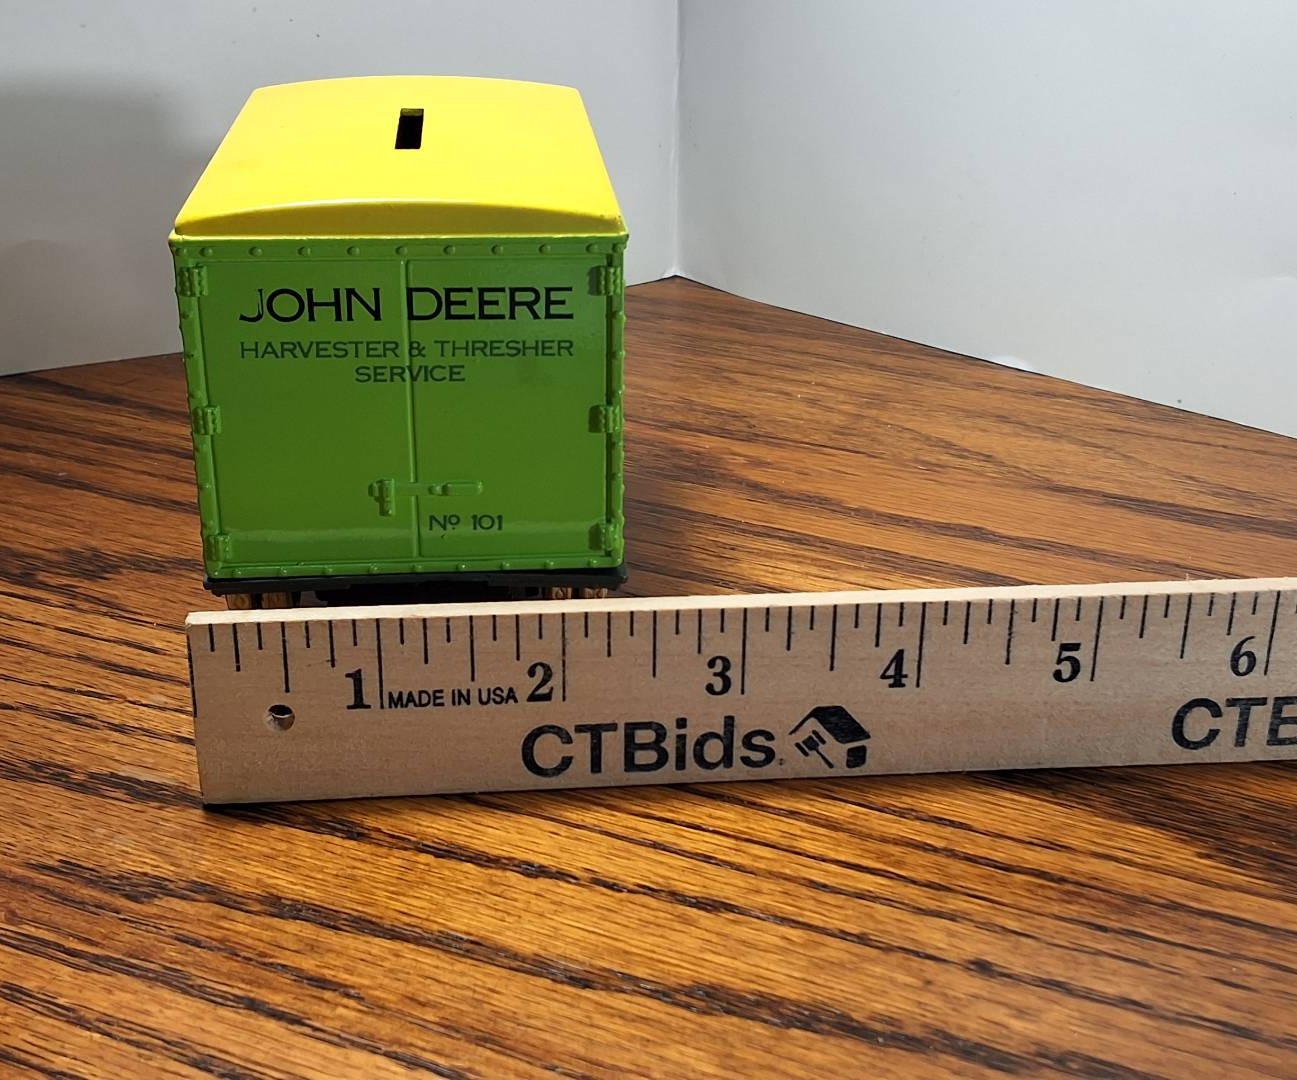 JOHN DEERE
HARVESTER & THRESHER
SERVICE
Nº 101
1 2 3 4 5 6
MADE IN USA
CTBids. CTB